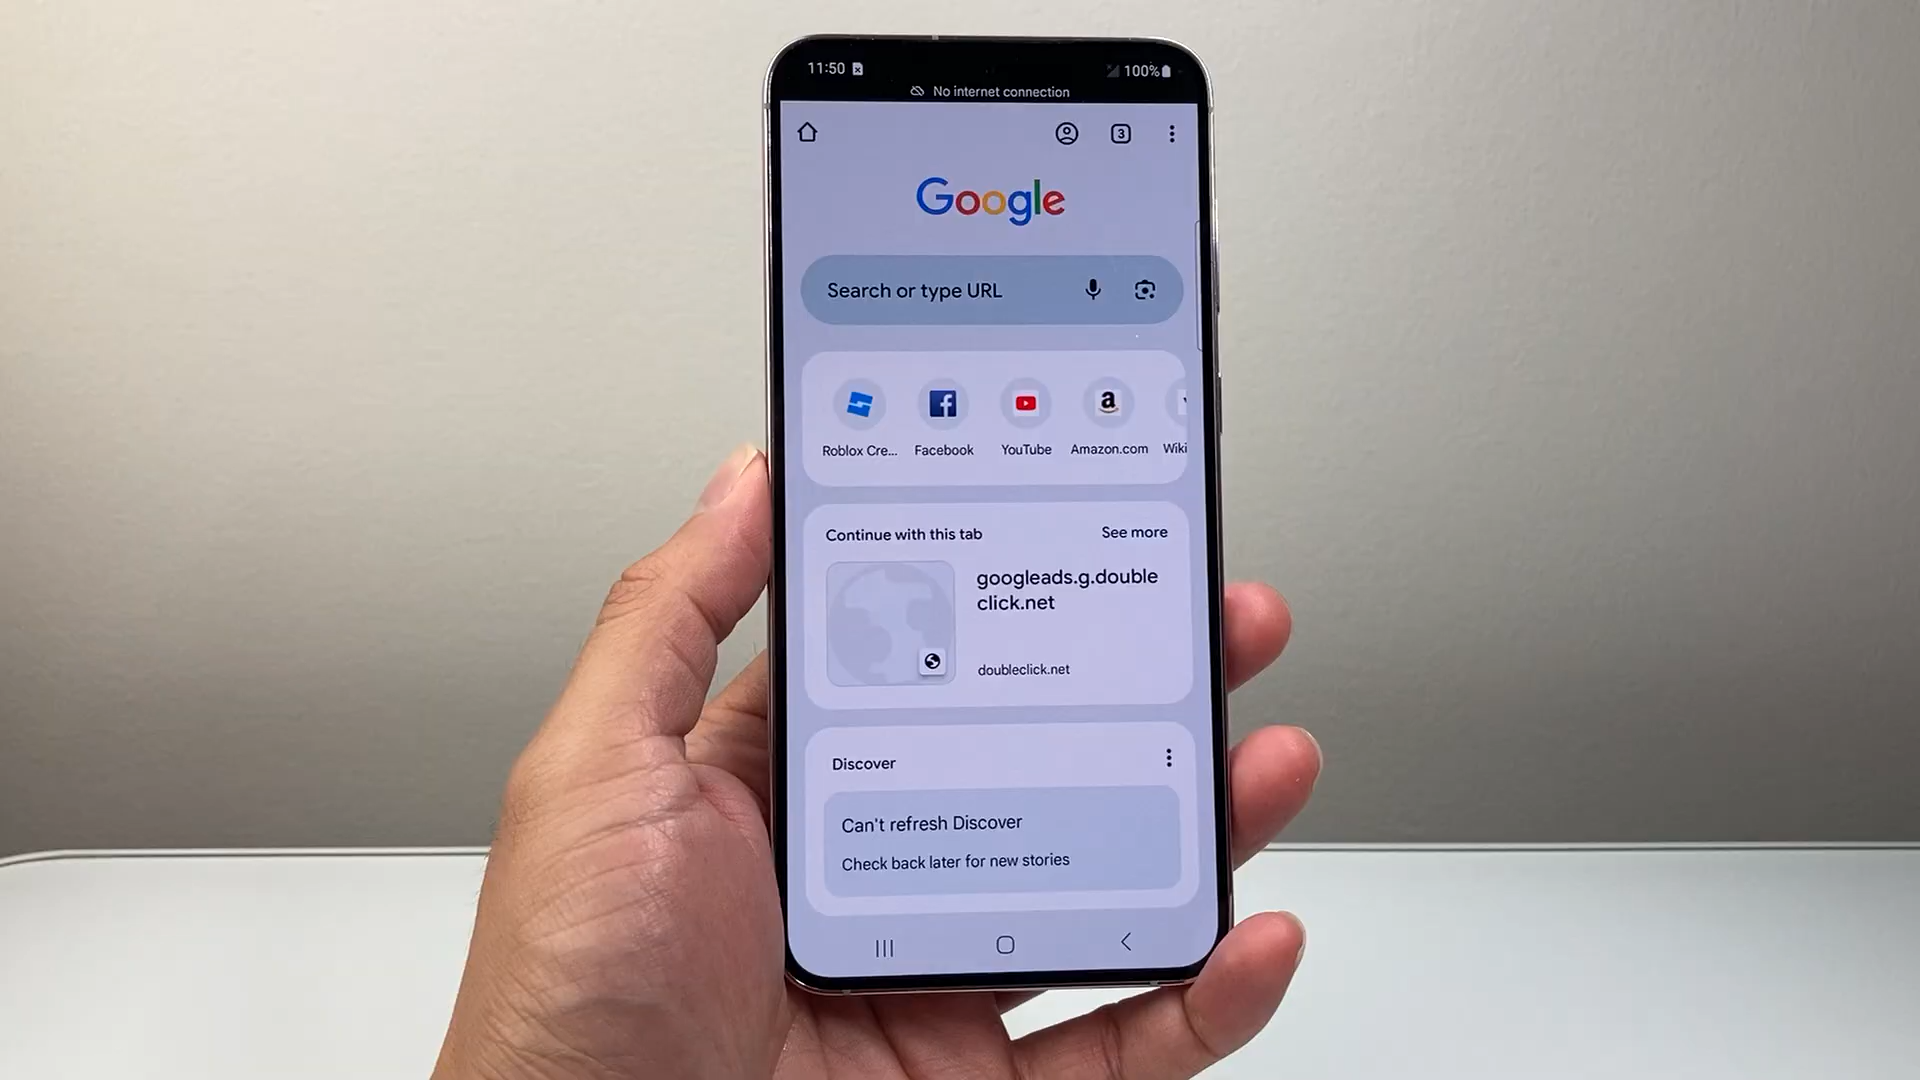 11:50 100%
No internet connection
3
Google
Search or type URL
Roblox Cre... Facebook YouTube Amazon.com Wiki
Continue with this tab See more
googleads.g.double
click.net
doubleclick.net
Discover
Can't refresh Discover
Check back later for new stories